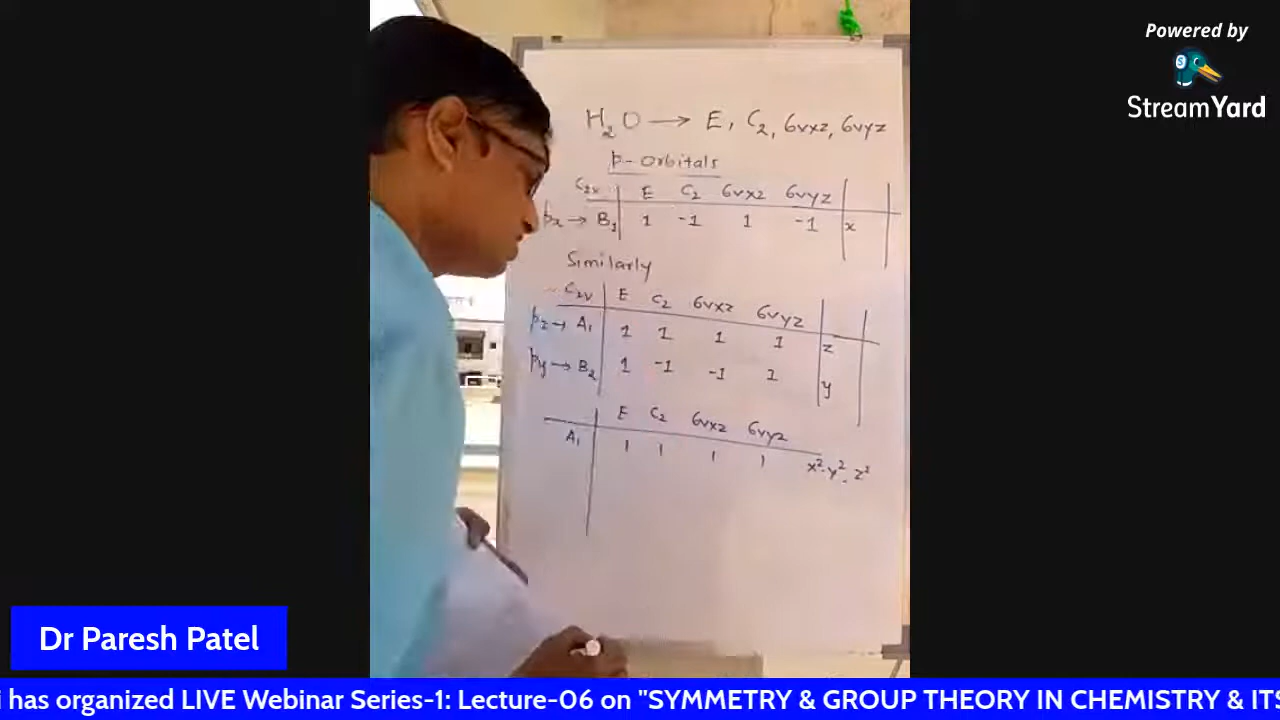 Powered by
StreamYard
H₂O → E, C₂, σvxz, σvyz
p-orbitals
C₂ᵥ E C₂ σvxz σvyz
pₓ → B₁ 1 -1 1 -1 x
Similarly
C₂ᵥ E C₂ σvxz σvyz
p_z → A₁ 1 1 1 1 z
py → B₂ 1 -1 -1 1 y
E C₂ σvxz σvyz
A₁ 1 1 1 1 x², y², z²
Dr Paresh Patel
i has organized LIVE Webinar Series-1: Lecture-06 on "SYMMETRY & GROUP THEORY IN CHEMISTRY & ITS